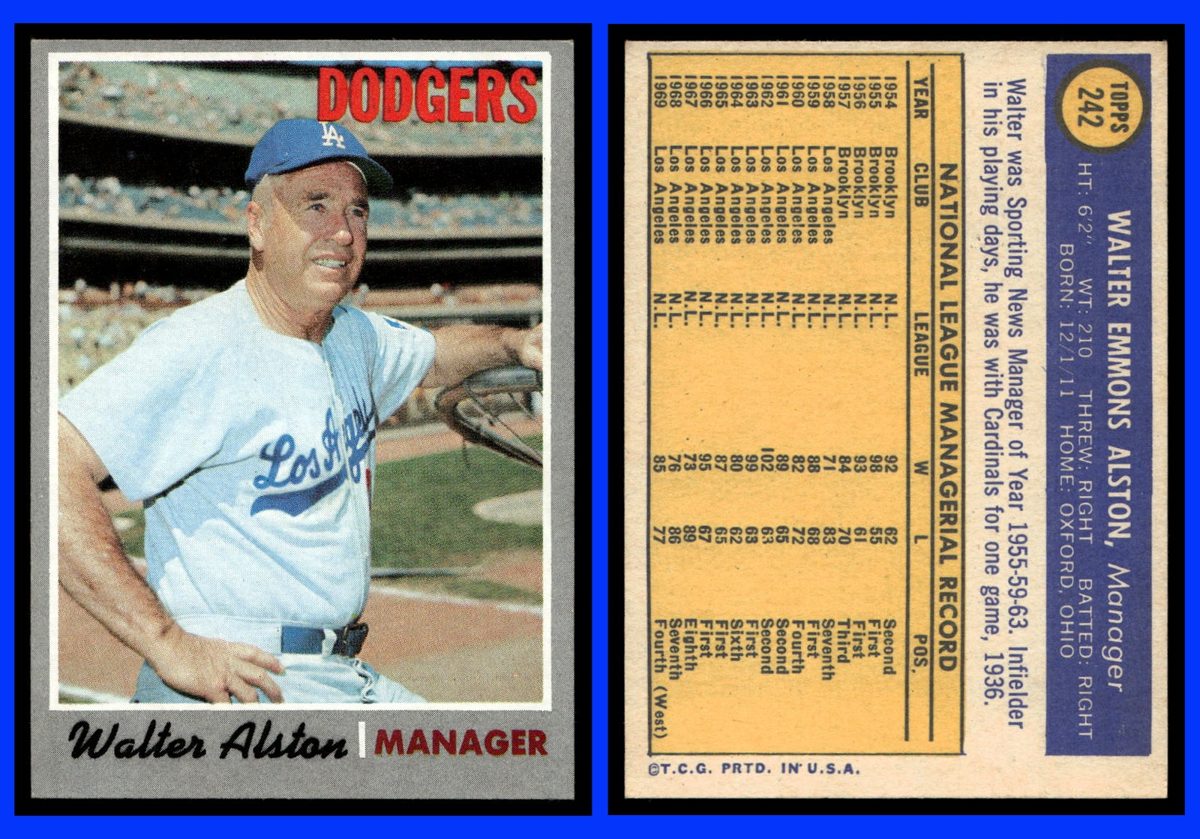 DODGERS
LA
Los Angeles
Walter Alston | MANAGER
TOPPS
242
WALTER EMMONS ALSTON, Manager
HT: 6'2" WT: 210 THREW: RIGHT BATTED: RIGHT
BORN: 12/1/11 HOME: OXFORD, OHIO
Walter was Sporting News Manager of Year 1955-59-63. Infielder
in his playing days, he was with Cardinals for one game, 1936.
NATIONAL LEAGUE MANAGERIAL RECORD
YEAR CLUB LEAGUE W L POS.
1954 Brooklyn N.L. 92 62 Second
1955 Brooklyn N.L. 98 55 First
1956 Brooklyn N.L. 93 61 First
1957 Brooklyn N.L. 84 70 Third
1958 Los Angeles N.L. 71 83 Seventh
1959 Los Angeles N.L. 88 68 First
1960 Los Angeles N.L. 82 72 Fourth
1961 Los Angeles N.L. 89 65 Second
1962 Los Angeles N.L. 102 63 Second
1963 Los Angeles N.L. 99 63 First
1964 Los Angeles N.L. 80 62 Sixth
1965 Los Angeles N.L. 87 65 First
1966 Los Angeles N.L. 95 67 First
1967 Los Angeles N.L. 73 89 Eighth
1968 Los Angeles N.L. 76 86 Seventh
1969 Los Angeles N.L. 85 77 Fourth (West)
©T.C.G. PRTD. IN U.S.A.